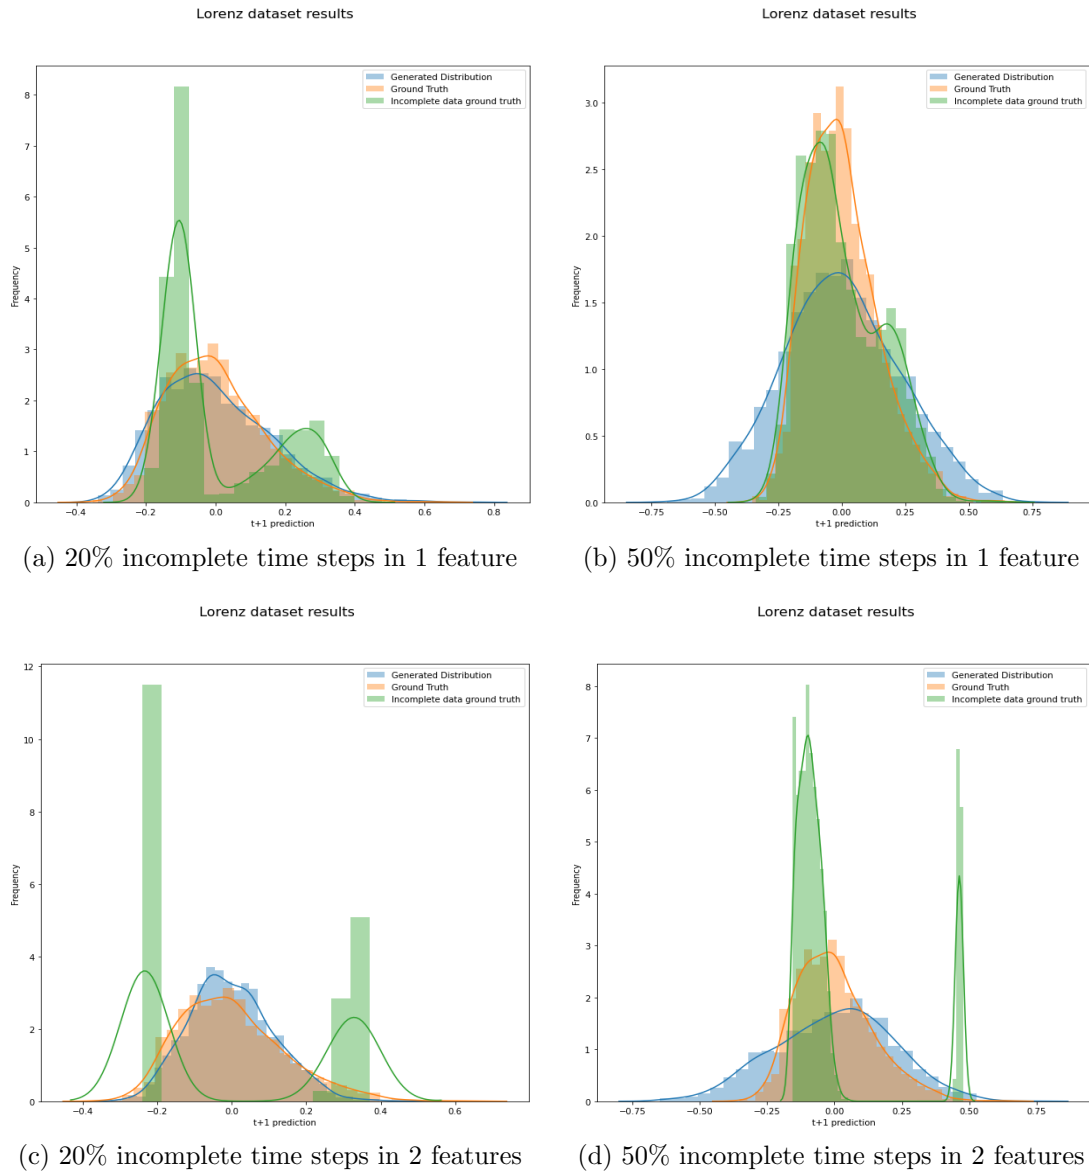 Lorenz dataset results
Generated Distribution
Ground Truth
Incomplete data ground truth
8
7
6
5
4
3
2
1
0
Frequency
−0.4 −0.2 0.0 0.2 0.4 0.6 0.8
t+1 prediction
(a) 20% incomplete time steps in 1 feature
Lorenz dataset results
Generated Distribution
Ground Truth
Incomplete data ground truth
3.0
2.5
2.0
1.5
1.0
0.5
0.0
Frequency
−0.75 −0.50 −0.25 0.00 0.25 0.50 0.75
t+1 prediction
(b) 50% incomplete time steps in 1 feature
Lorenz dataset results
Generated Distribution
Ground Truth
Incomplete data ground truth
12
10
8
6
4
2
0
Frequency
−0.4 −0.2 0.0 0.2 0.4 0.6
t+1 prediction
(c) 20% incomplete time steps in 2 features
Lorenz dataset results
Generated Distribution
Ground Truth
Incomplete data ground truth
8
7
6
5
4
3
2
1
0
Frequency
−0.75 −0.50 −0.25 0.00 0.25 0.50 0.75
t+1 prediction
(d) 50% incomplete time steps in 2 features